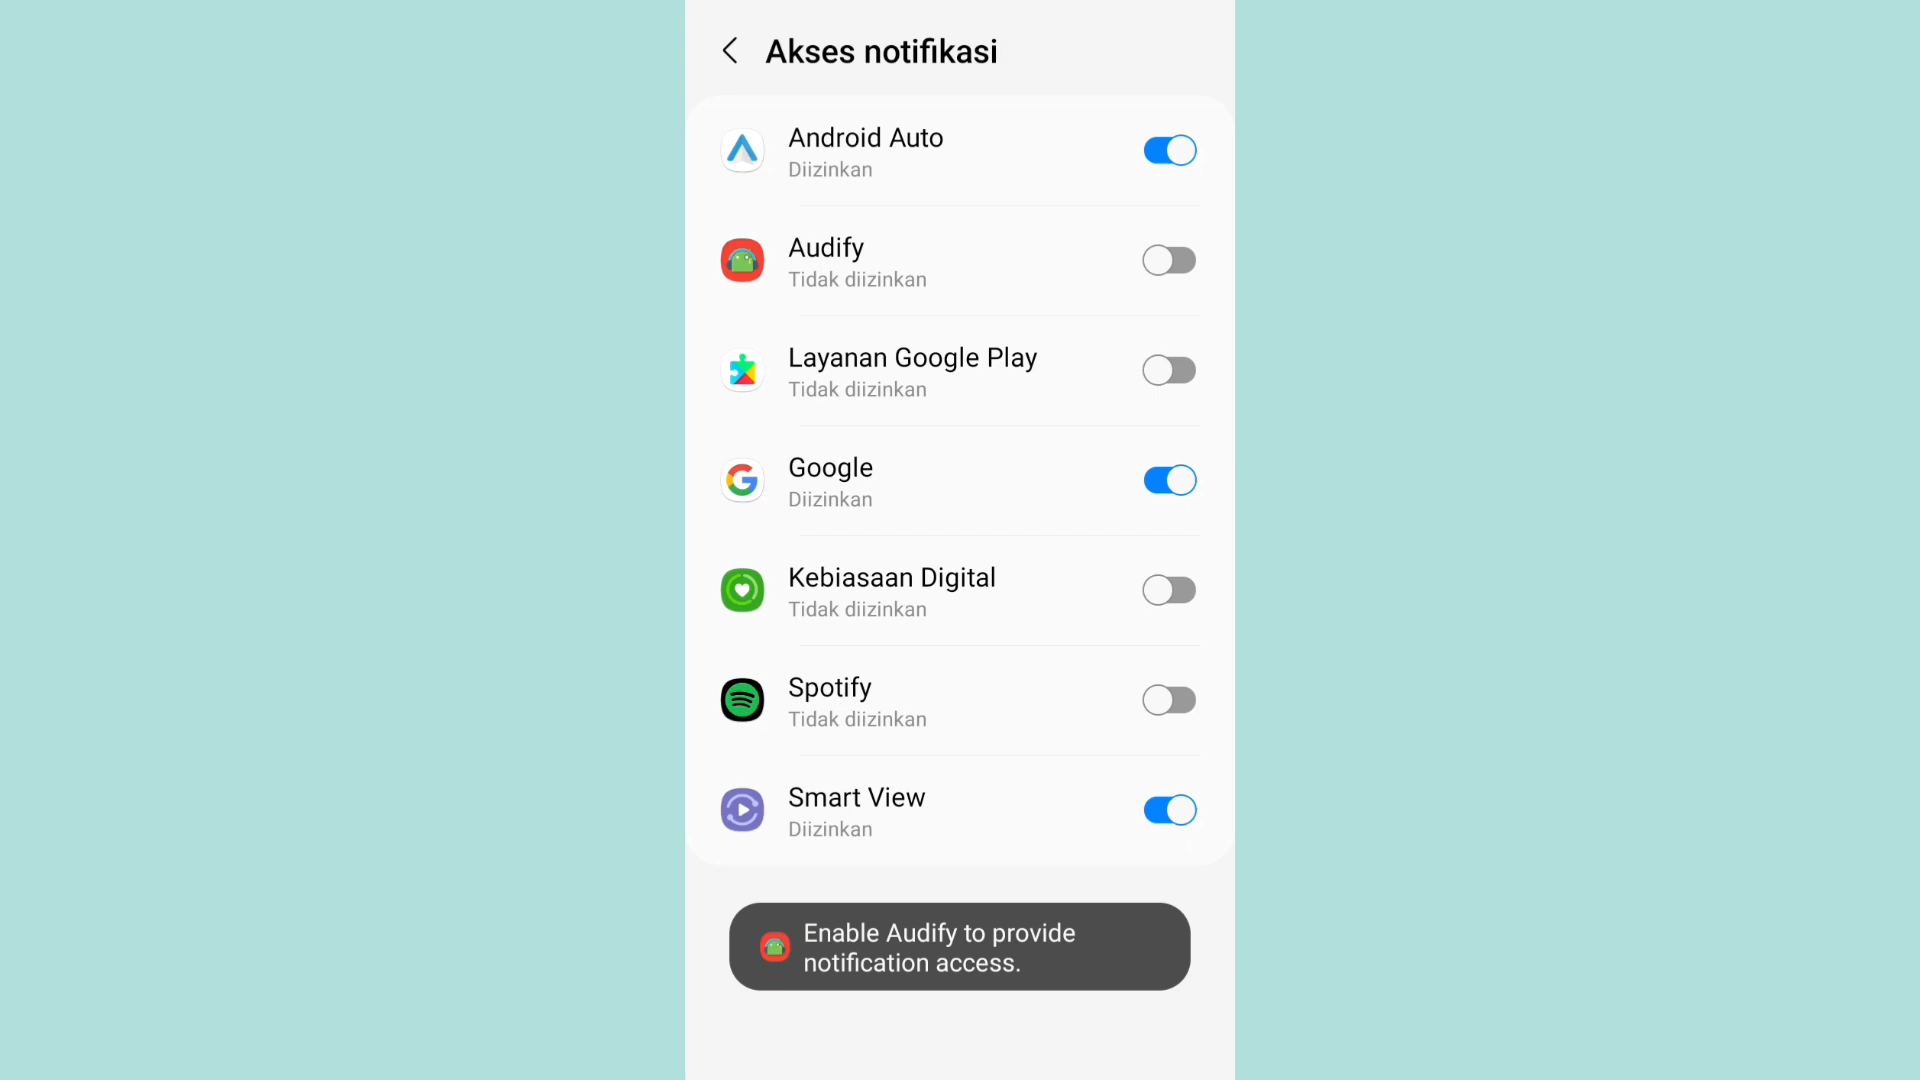 Akses notifikasi
Android Auto
Diizinkan
Audify
Tidak diizinkan
Layanan Google Play
Tidak diizinkan
Google
Diizinkan
Kebiasaan Digital
Tidak diizinkan
Spotify
Tidak diizinkan
Smart View
Diizinkan
Enable Audify to provide
notification access.